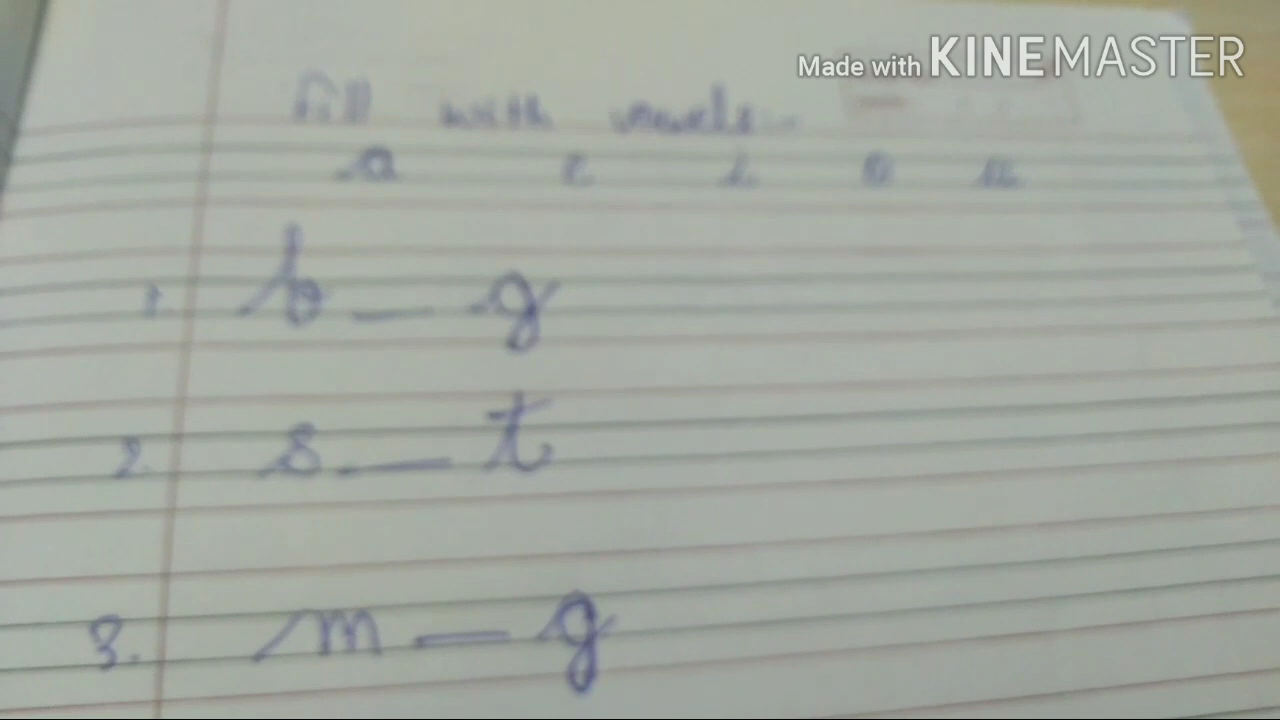 Made with KINEMASTER
fill with vowels:-
a e i o u
1. b _ g
2. s _ t
3. m _ g